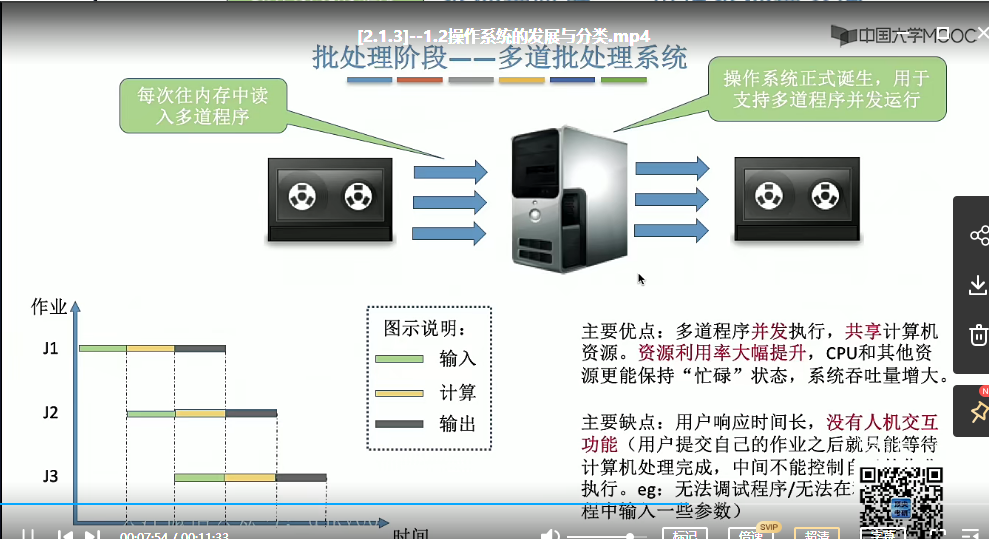 [2.1.3]--1.2操作系统的发展与分类.mp4
中国大学MOOC
批处理阶段——多道批处理系统
每次往内存中读
入多道程序
操作系统正式诞生，用于
支持多道程序并发运行
作业
J1
J2
J3
时间
图示说明：
输入
计算
输出
主要优点：多道程序并发执行，共享计算机
资源。资源利用率大幅提升，CPU和其他资
源更能保持“忙碌”状态，系统吞吐量增大。
主要缺点：用户响应时间长，没有人机交互
功能（用户提交自己的作业之后就只能等待
计算机处理完成，中间不能控制自
执行。eg：无法调试程序/无法在
程中输入一些参数）
00:07:54 / 00:11:33
标记
倍速
SVIP
超清
字幕
N